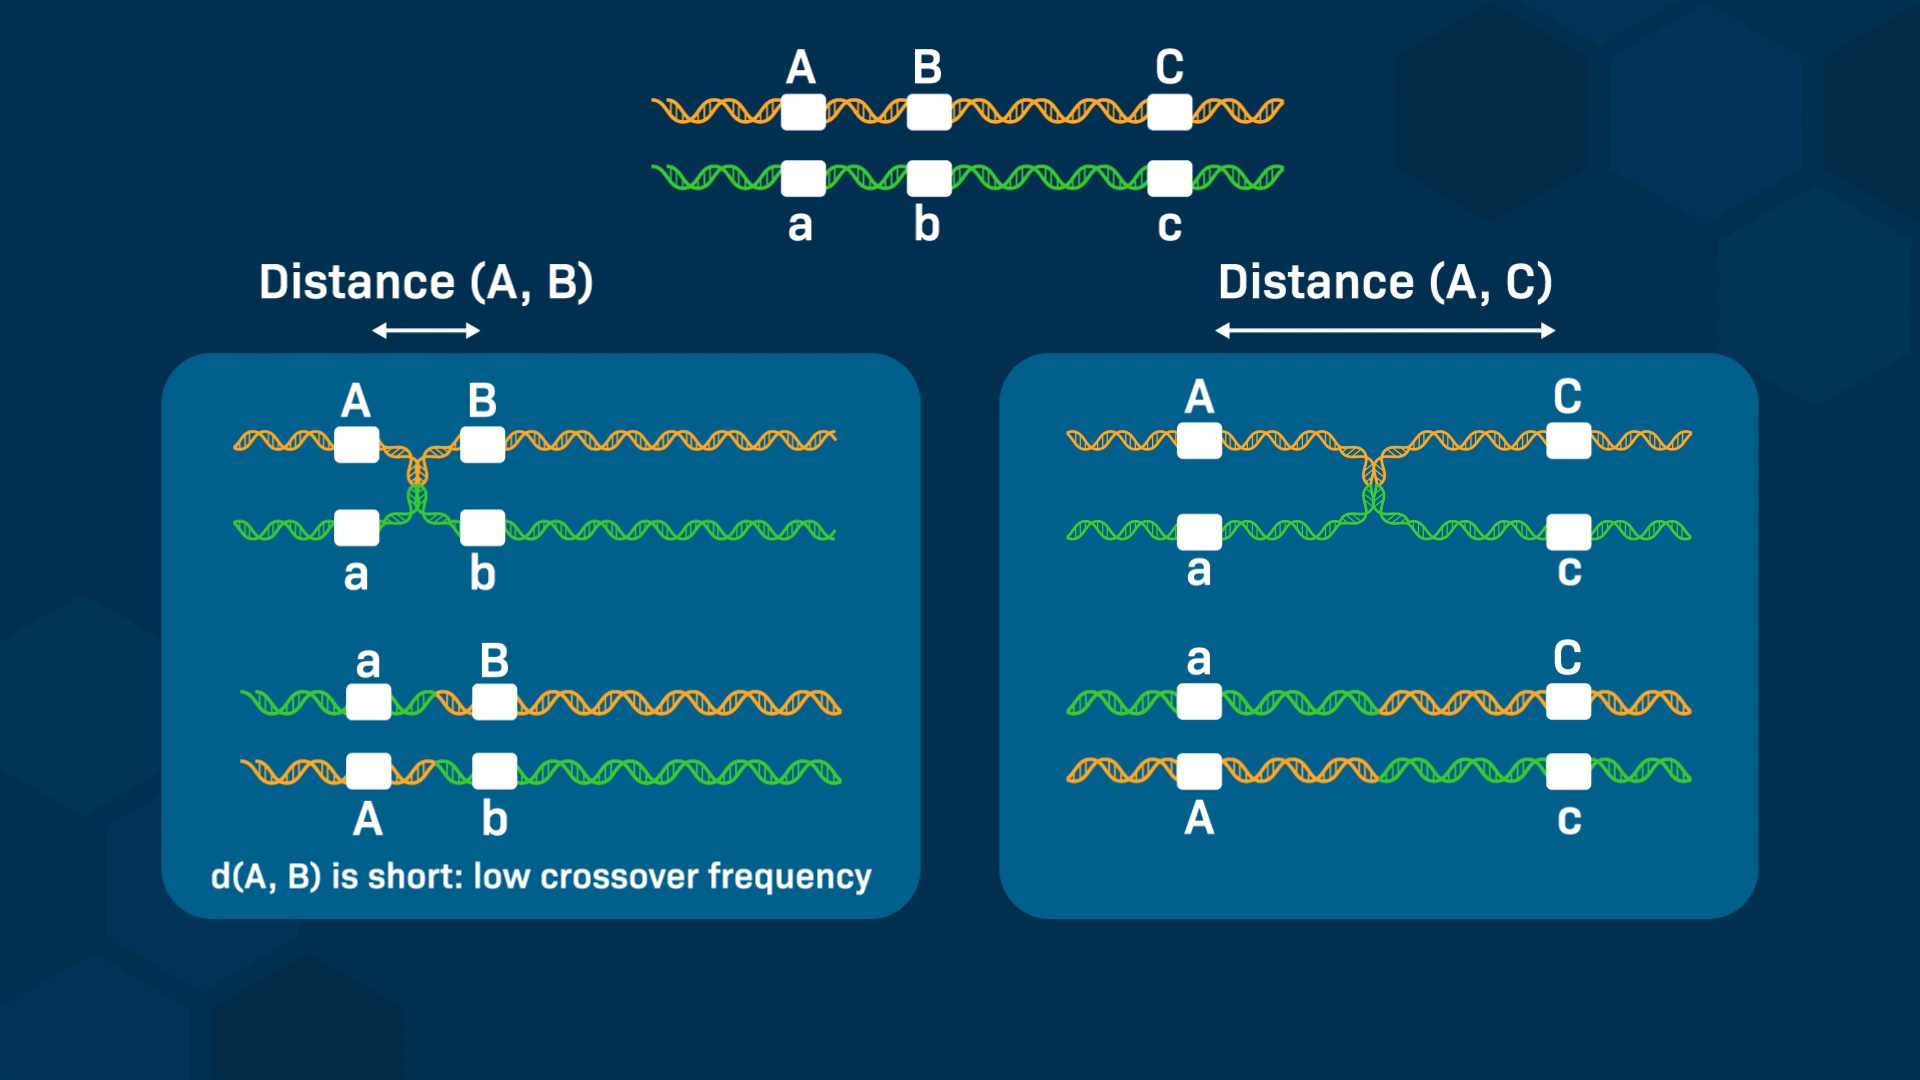 A B C
a b c
Distance (A, B)
Distance (A, C)
A B
a b
a B
A b
d(A, B) is short: low crossover frequency
A C
a c
a C
A c